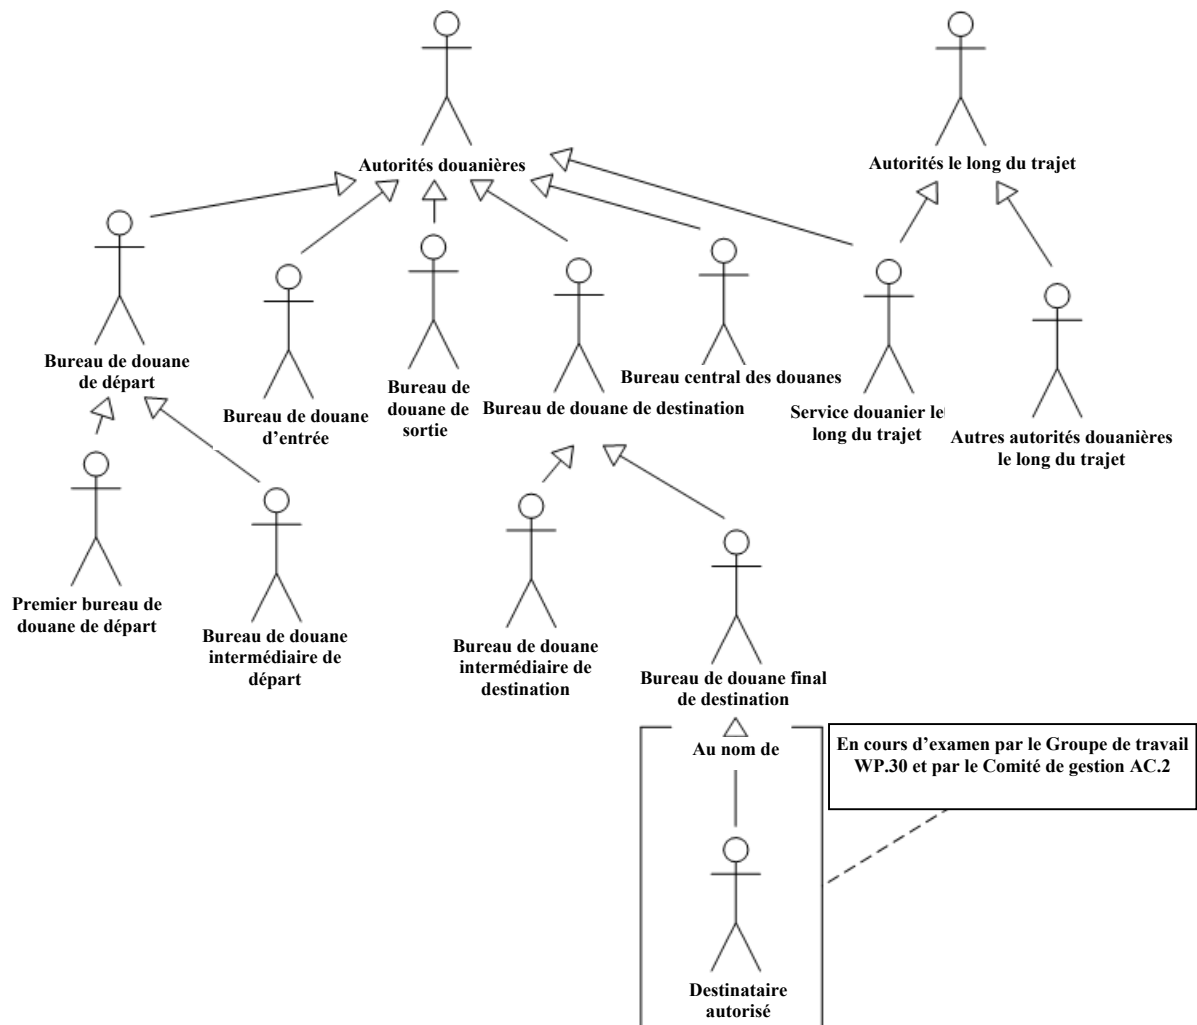 Autorités douanières
Autorités le long du trajet
Bureau de douane
de départ
Bureau de douane
d’entrée
Bureau de
douane de
sortie
Bureau de douane de destination
Bureau central des douanes
Service douanier le
long du trajet
Autres autorités douanières
le long du trajet
Premier bureau de
douane de départ
Bureau de douane
intermédiaire de
départ
Bureau de douane
intermédiaire de
destination
Bureau de douane final
de destination
Au nom de
En cours d’examen par le Groupe de travail
WP.30 et par le Comité de gestion AC.2
Destinataire
autorisé